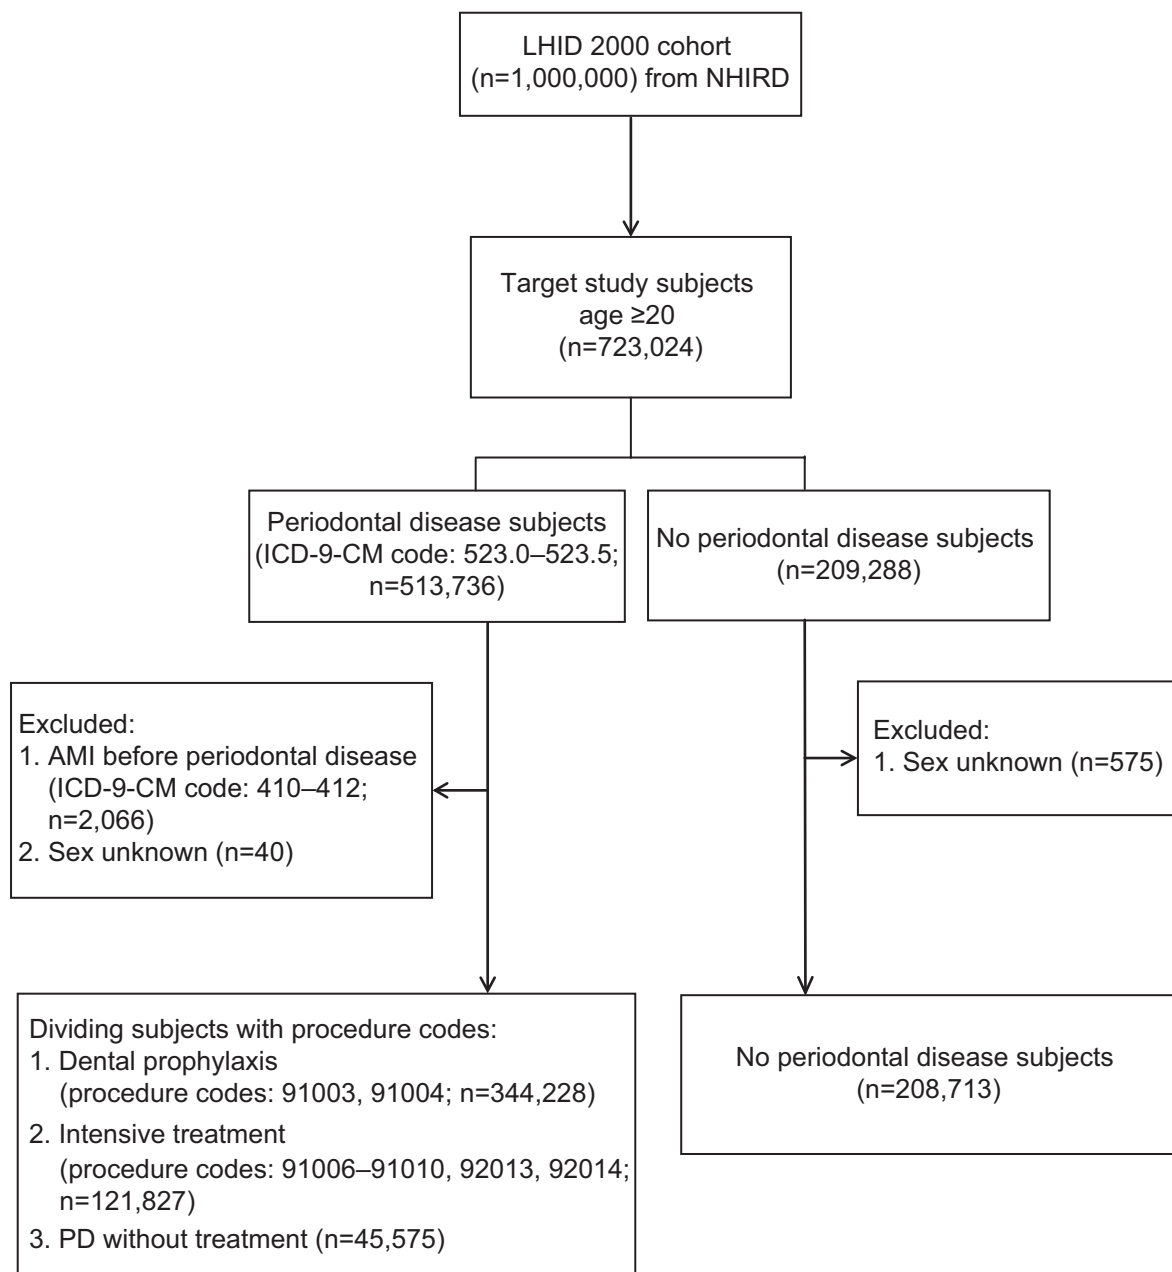 LHID 2000 cohort
(n=1,000,000) from NHIRD
Target study subjects
age ≥20
(n=723,024)
Periodontal disease subjects
(ICD-9-CM code: 523.0–523.5;
n=513,736)
No periodontal disease subjects
(n=209,288)
Excluded:
1. AMI before periodontal disease
(ICD-9-CM code: 410–412;
n=2,066)
2. Sex unknown (n=40)
Excluded:
1. Sex unknown (n=575)
Dividing subjects with procedure codes:
1. Dental prophylaxis
(procedure codes: 91003, 91004; n=344,228)
2. Intensive treatment
(procedure codes: 91006–91010, 92013, 92014;
n=121,827)
3. PD without treatment (n=45,575)
No periodontal disease subjects
(n=208,713)